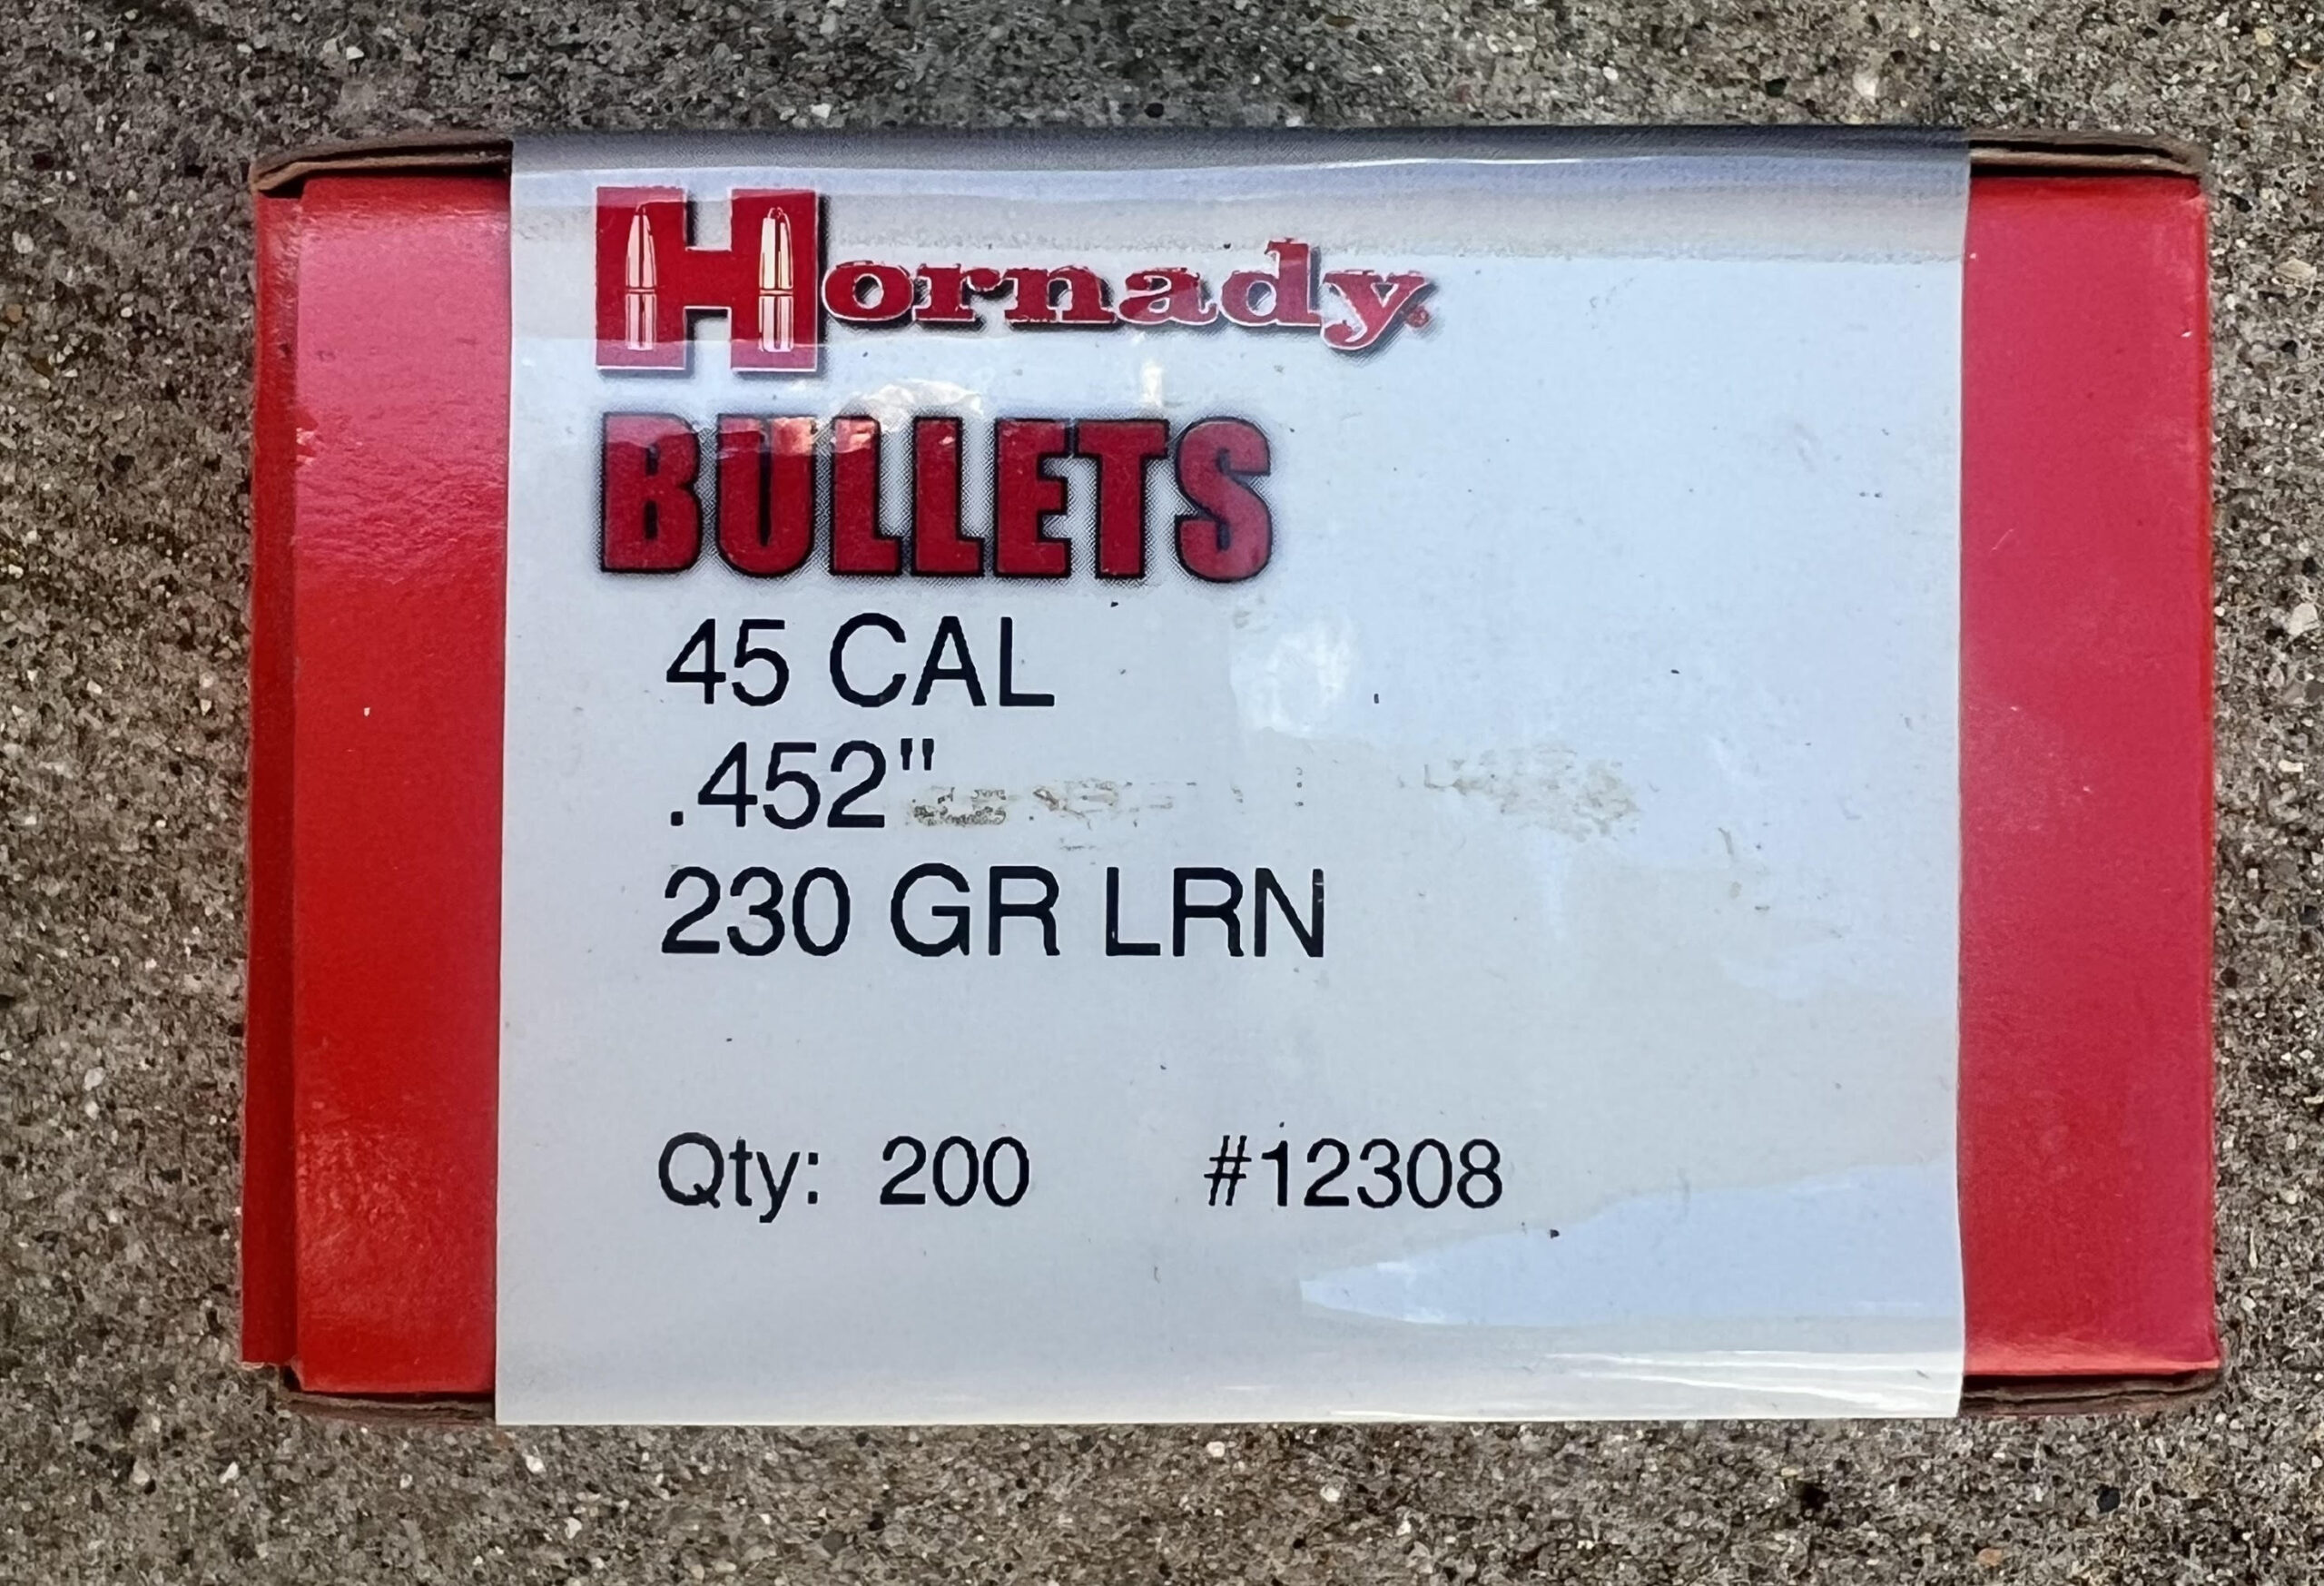 Hornady
BULLETS
45 CAL
.452"
230 GR LRN
Qty: 200 #12308